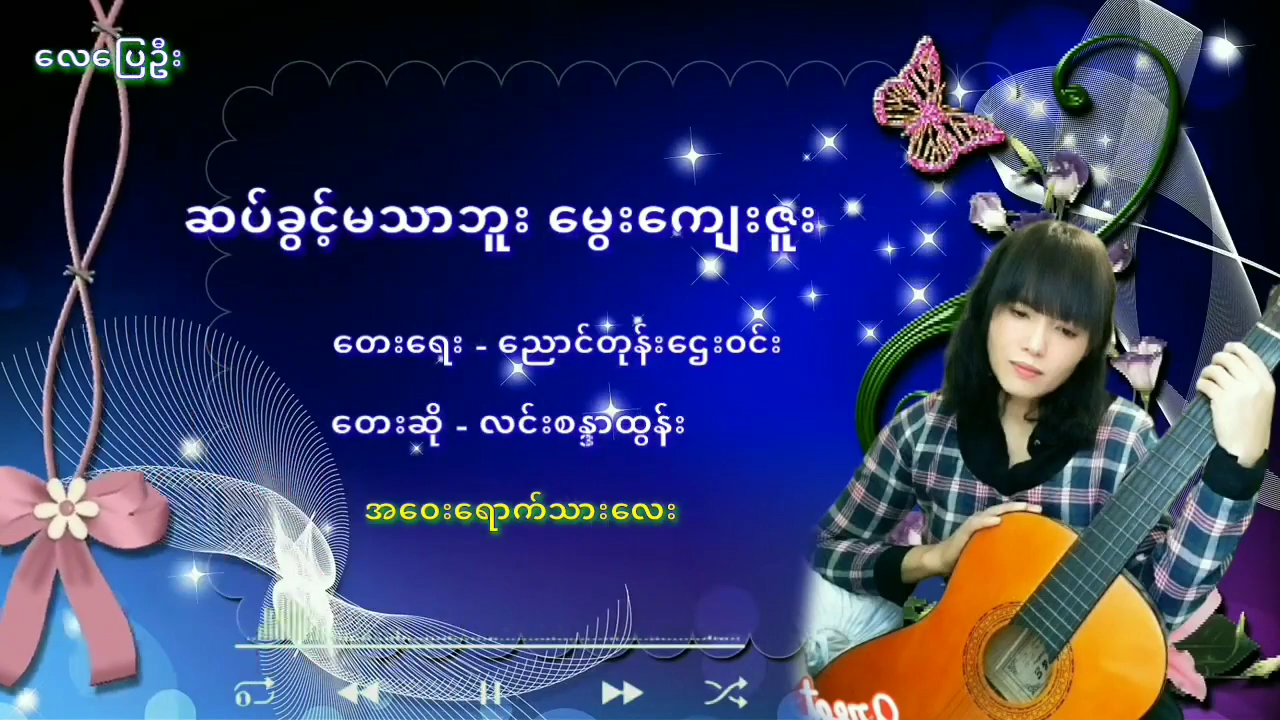 လေပြေဦး
ဆပ်ခွင့်မသာဘူး မွေးကျေးဇူး
တေးရေး - ညောင်တုန်းဌေးဝင်း
တေးဆို - လင်းစန္ဒာထွန်း
အဝေးရောက်သားလေး